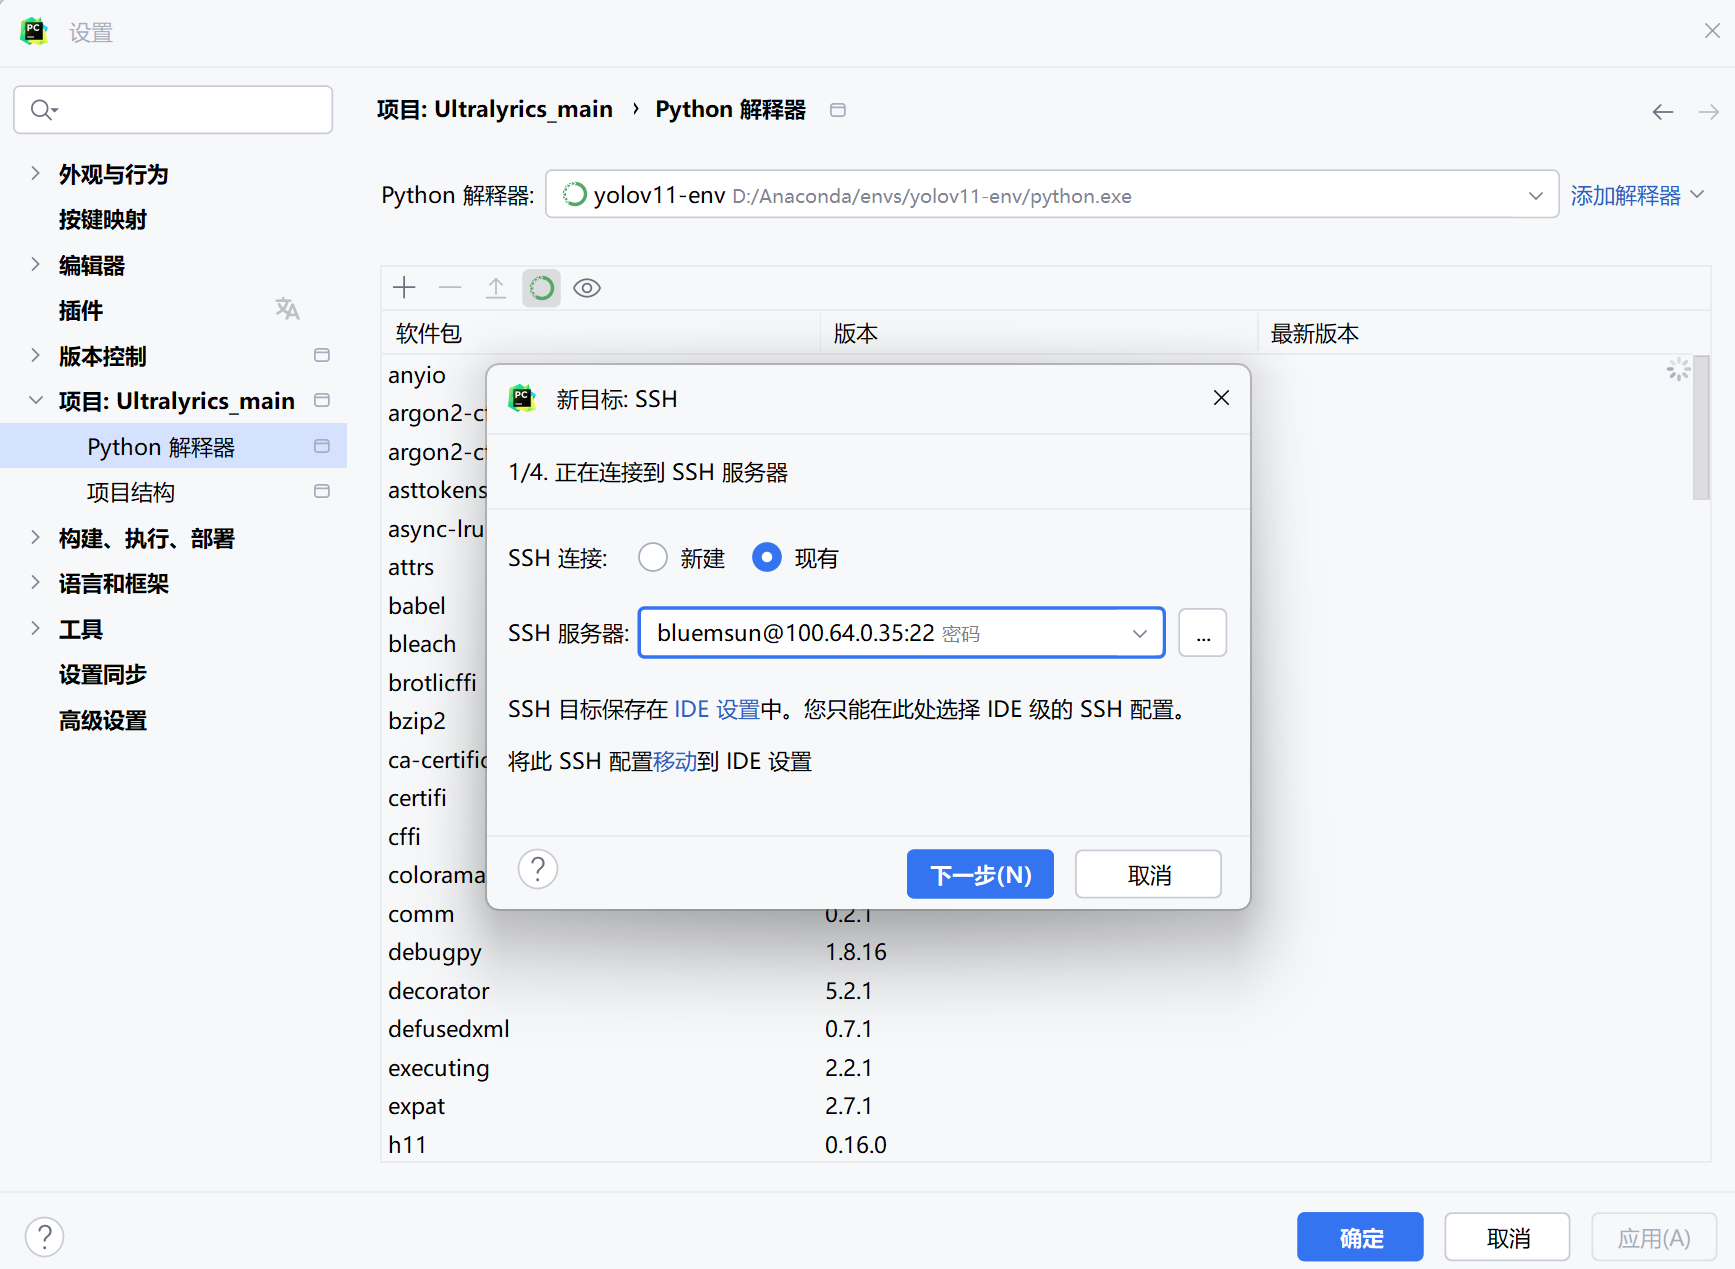 设置
项目: Ultralyrics_main › Python 解释器
外观与行为
按键映射
编辑器
插件
版本控制
项目: Ultralyrics_main
Python 解释器
项目结构
构建、执行、部署
语言和框架
工具
设置同步
高级设置
Python 解释器: yolov11-env D:/Anaconda/envs/yolov11-env/python.exe 添加解释器
软件包 版本 最新版本
anyio
argon2-c
argon2-c
asttokens
async-lru
attrs
babel
bleach
brotlicffi
bzip2
ca-certific
certifi
cffi
colorama
comm 0.2.1
debugpy 1.8.16
decorator 5.2.1
defusedxml 0.7.1
executing 2.2.1
expat 2.7.1
h11 0.16.0
PC 新目标: SSH
1/4. 正在连接到 SSH 服务器
SSH 连接: 新建 现有
SSH 服务器: bluemsun@100.64.0.35:22 密码 ...
SSH 目标保存在 IDE 设置中。您只能在此处选择 IDE 级的 SSH 配置。
将此 SSH 配置移动到 IDE 设置
? 下一步(N) 取消
? 确定 取消 应用(A)